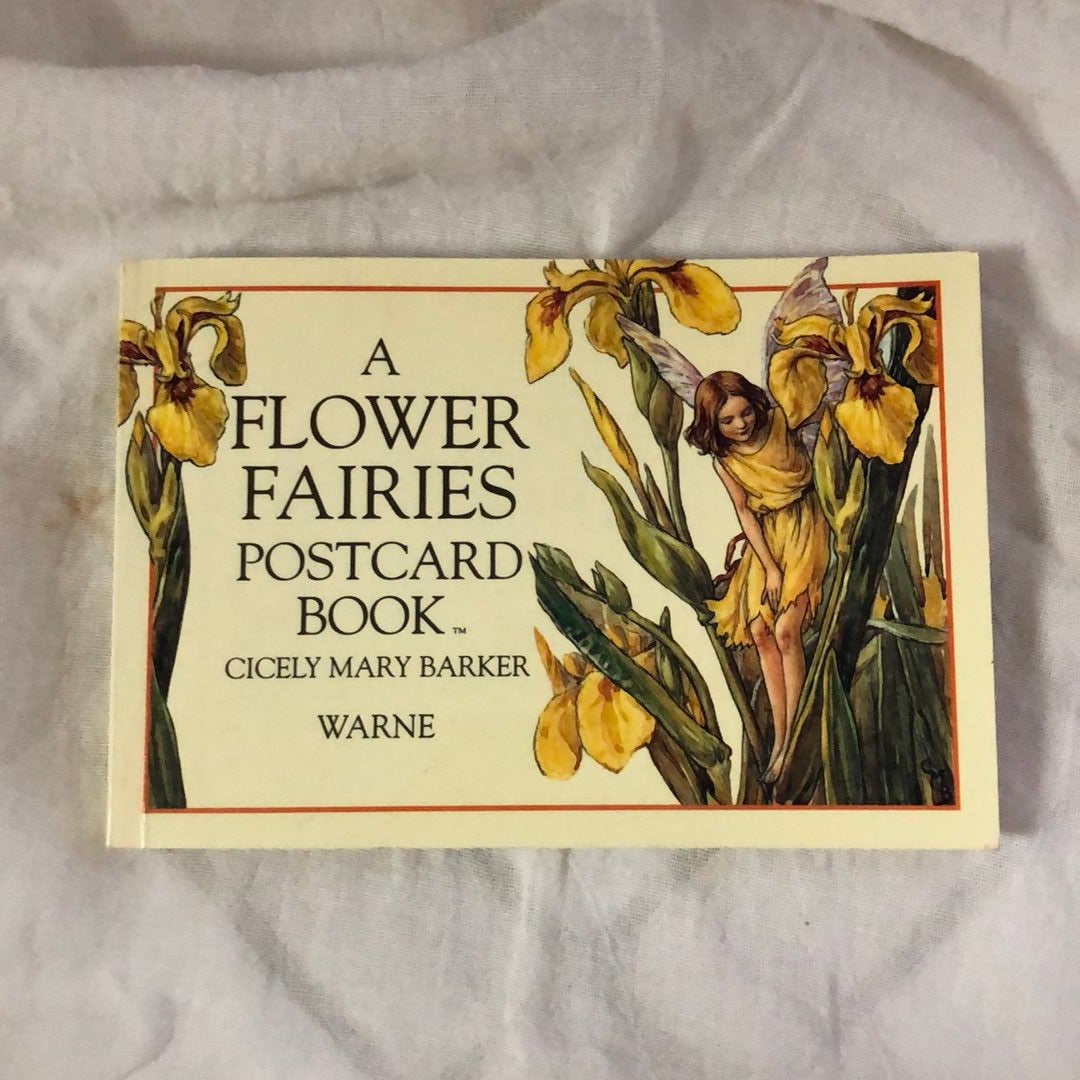 A
FLOWER
FAIRIES
POSTCARD
BOOK™
CICELY MARY BARKER
WARNE